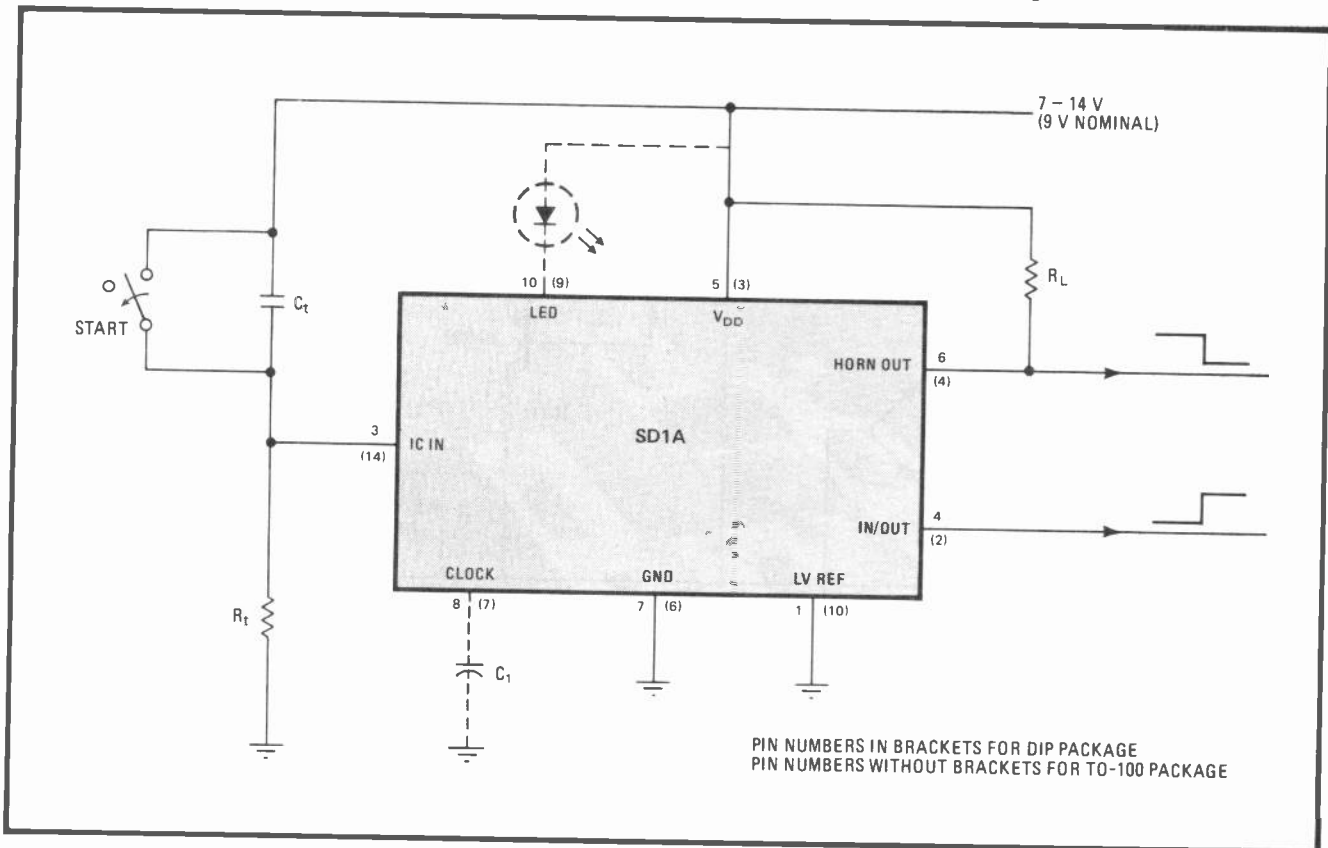 7 – 14 V
(9 V NOMINAL)
START
Ct
RL
10 (9)
5 (3)
LED
VDD
HORN OUT
6
(4)
3
(14)
IC IN
SD1A
IN/OUT
4
(2)
CLOCK
GND
LV REF
8 (7)
7 (6)
1 (10)
Rt
C1
PIN NUMBERS IN BRACKETS FOR DIP PACKAGE
PIN NUMBERS WITHOUT BRACKETS FOR TO-100 PACKAGE